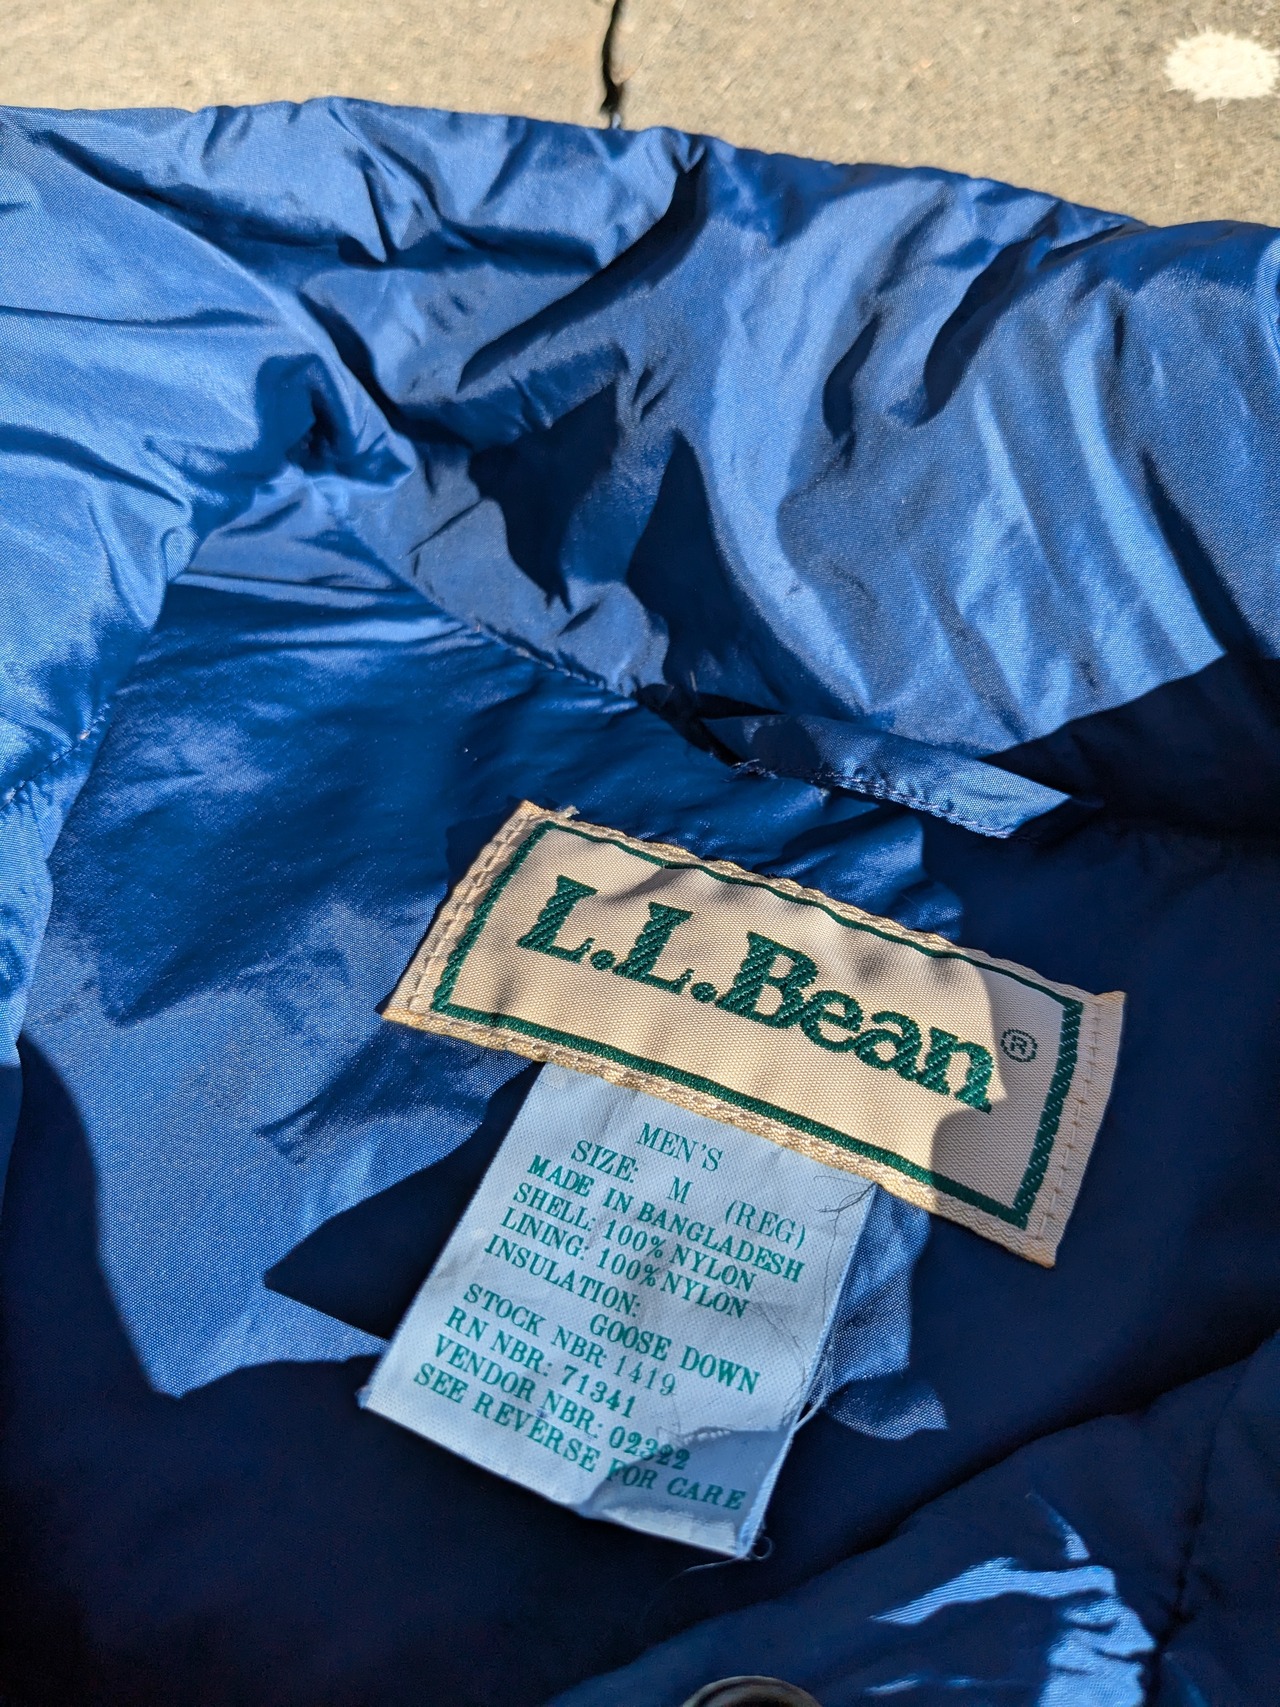 L.L.Bean®
MEN'S
SIZE: M (REG)
MADE IN BANGLADESH
SHELL: 100% NYLON
LINING: 100% NYLON
INSULATION:
GOOSE DOWN
STOCK NBR 1419
RN NBR: 71341
VENDOR NBR: 02322
SEE REVERSE FOR CARE